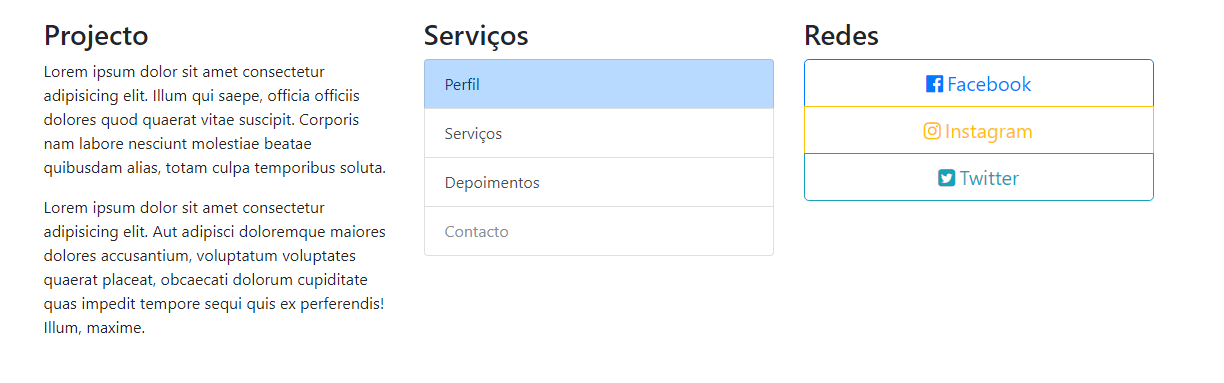 Projecto
Lorem ipsum dolor sit amet consectetur
adipisicing elit. Illum qui saepe, officia officiis
dolores quod quaerat vitae suscipit. Corporis
nam labore nesciunt molestiae beatae
quibusdam alias, totam culpa temporibus soluta.
Lorem ipsum dolor sit amet consectetur
adipisicing elit. Aut adipisci doloremque maiores
dolores accusantium, voluptatum voluptates
quaerat placeat, obcaecati dolorum cupiditate
quas impedit tempore sequi quis ex perferendis!
Illum, maxime.
Serviços
Perfil
Serviços
Depoimentos
Contacto
Redes
Facebook
Instagram
Twitter